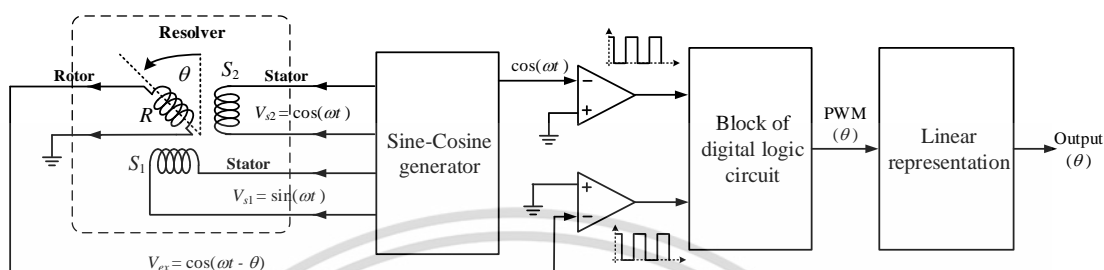 Resolver
Rotor
θ
S2
Stator
R
Vs2 = cos(ωt)
S1
Stator
Vs1 = sin(ωt)
Vex = cos(ωt - θ)
Sine-Cosine
generator
cos(ωt)
−
+
+
−
Block of
digital logic
circuit
PWM
(θ)
Linear
representation
Output
(θ)